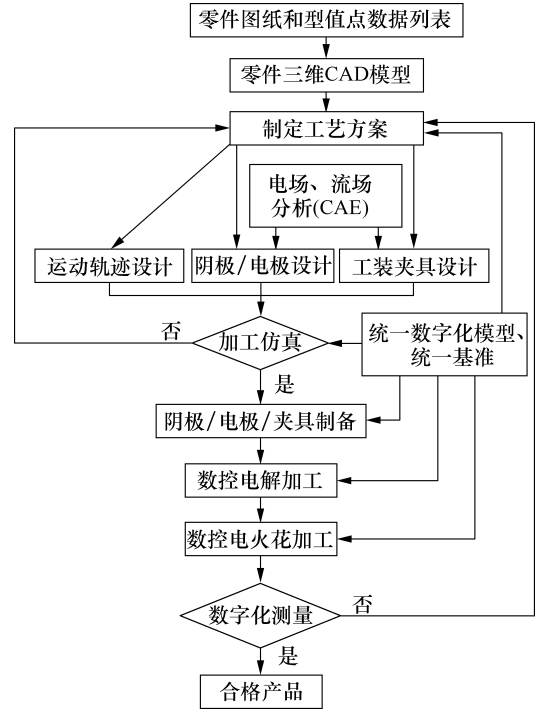 零件图纸和型值点数据列表
零件三维CAD模型
制定工艺方案
电场、流场
分析(CAE)
运动轨迹设计
阴极/电极设计
工装夹具设计
否
加工仿真
统一数字化模型、
统一基准
是
阴极/电极/夹具制备
数控电解加工
数控电火花加工
数字化测量
否
是
合格产品